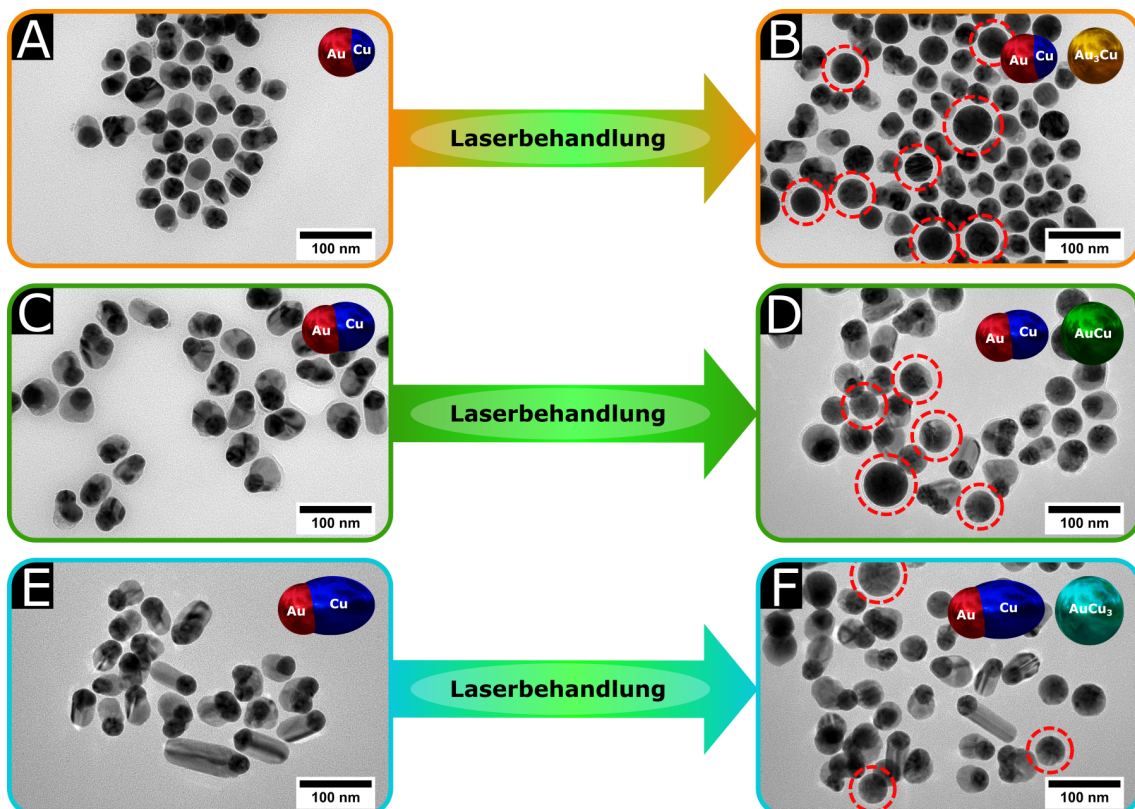 A
Au Cu
100 nm
Laserbehandlung
B
Au Cu
Au₃Cu
100 nm
C
Au Cu
100 nm
Laserbehandlung
D
Au Cu
AuCu
100 nm
E
Au Cu
100 nm
Laserbehandlung
F
Au Cu
AuCu₃
100 nm